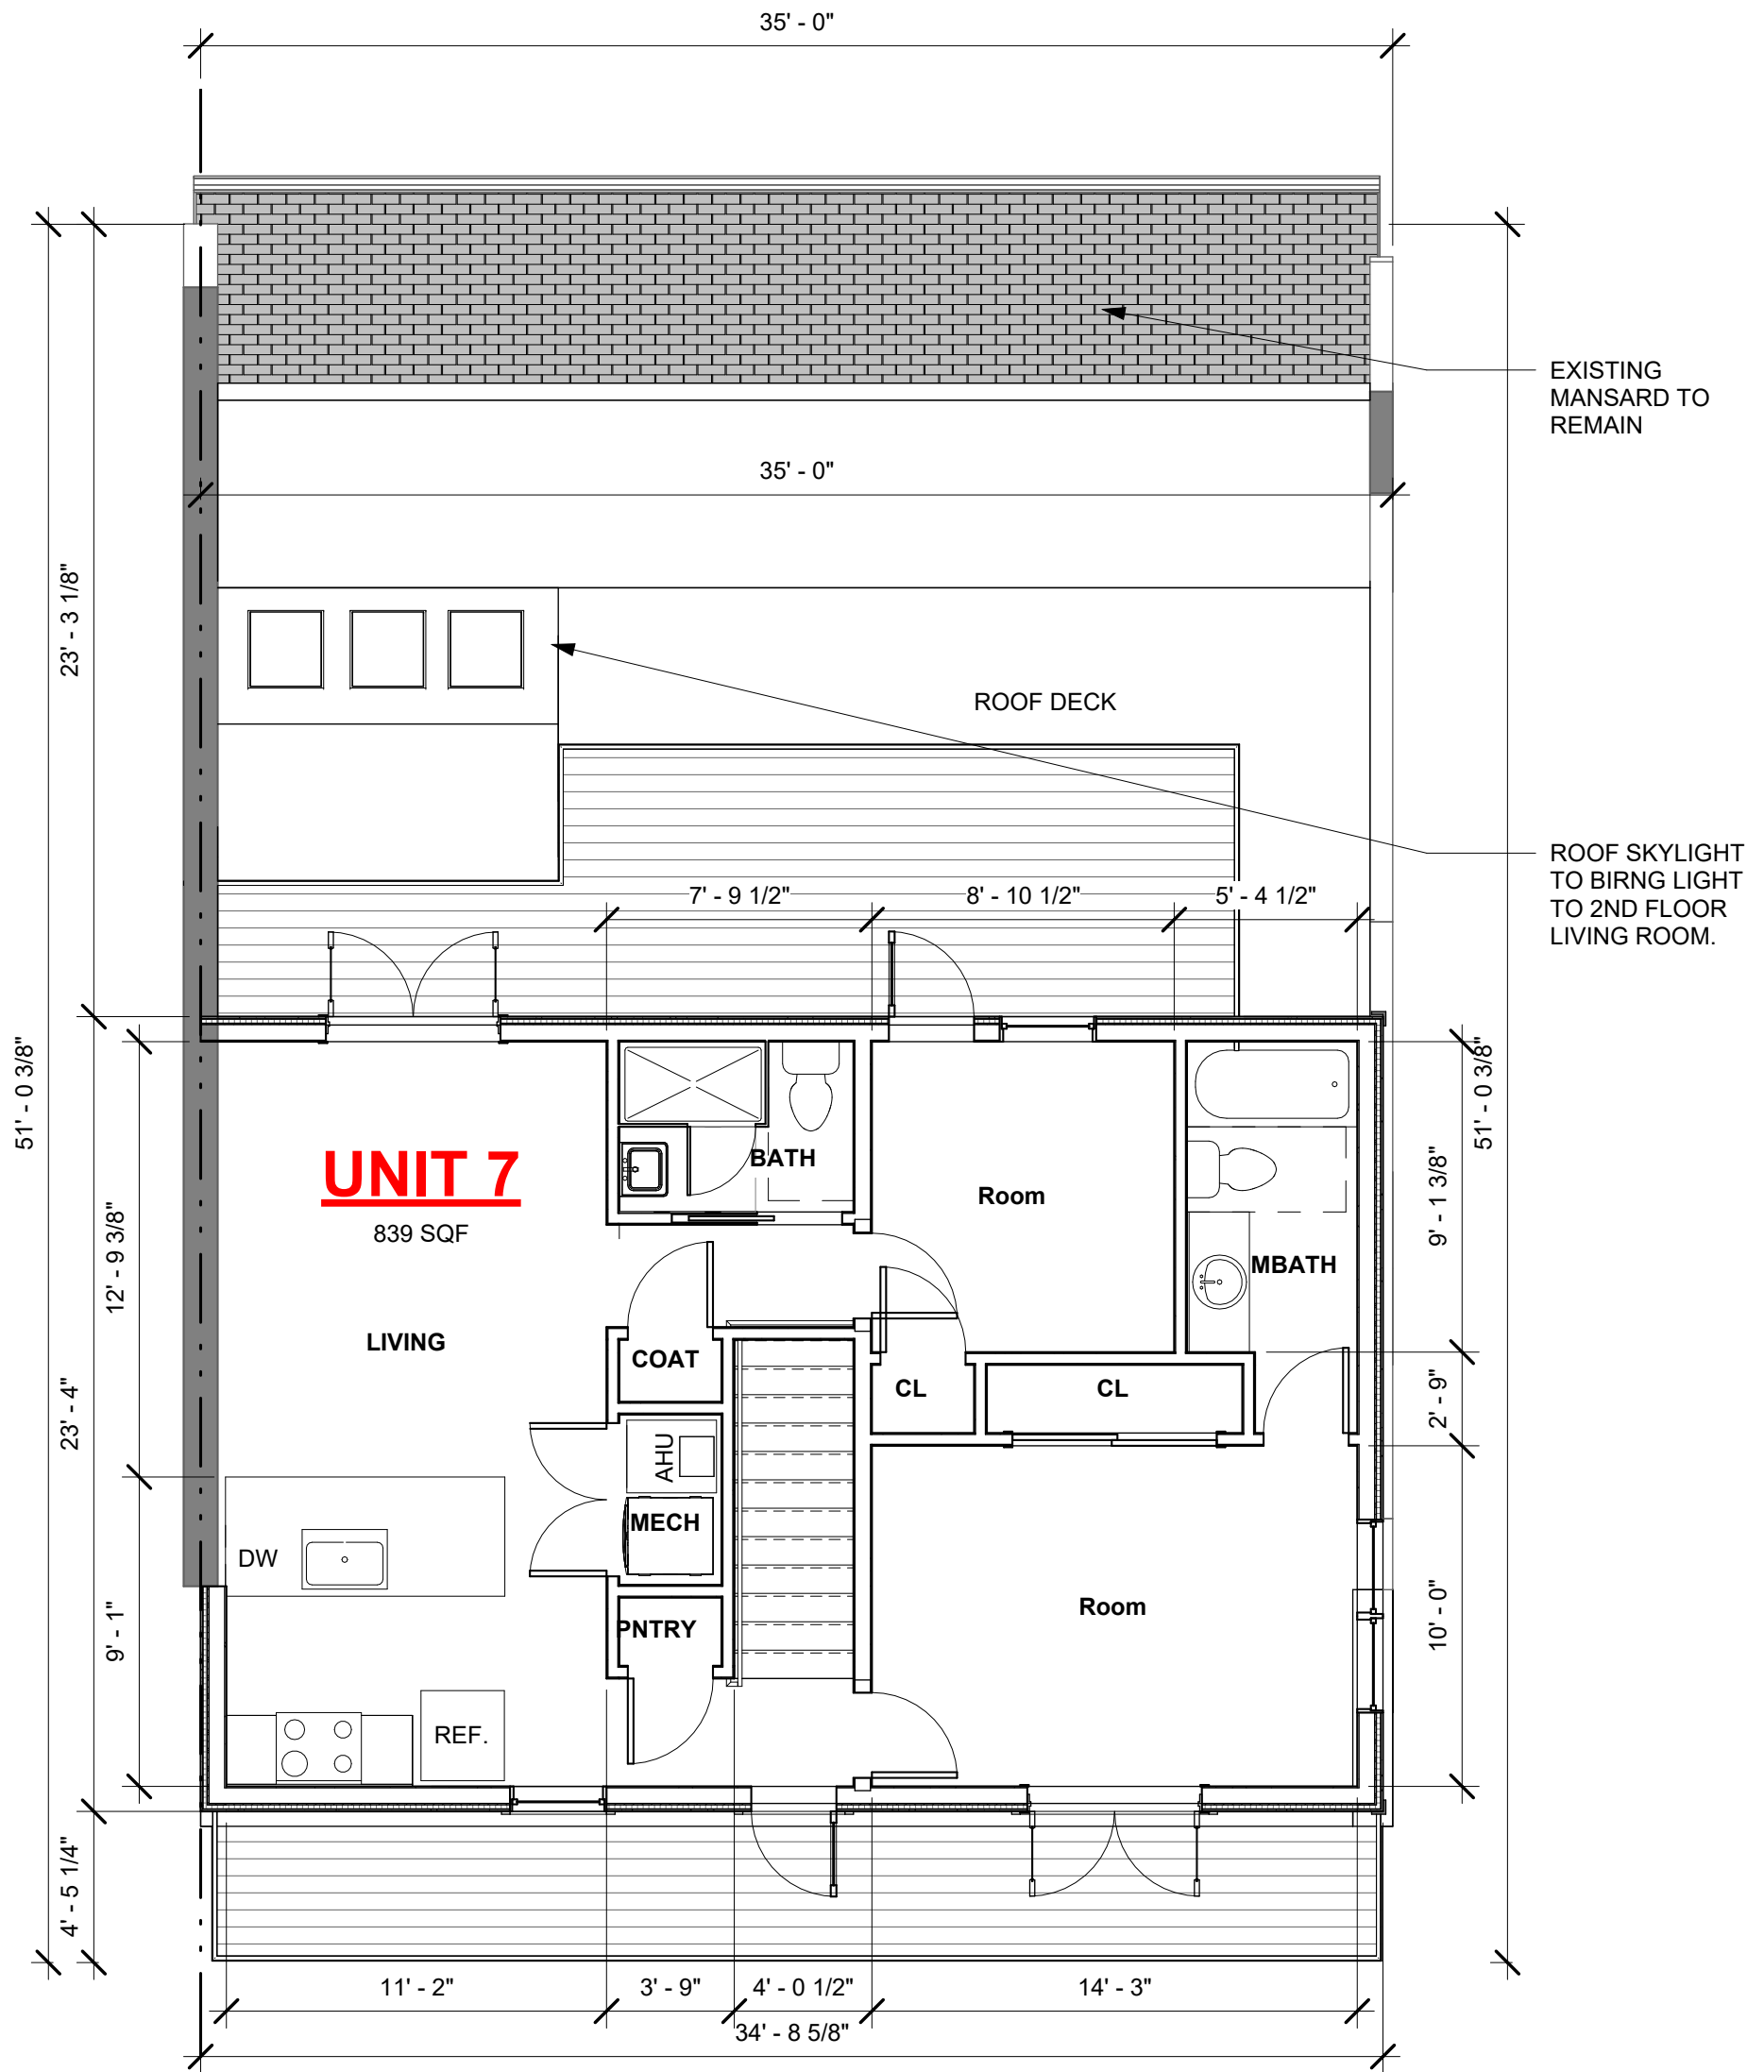 35' - 0"
EXISTING
MANSARD TO
REMAIN
35' - 0"
23' - 3 1/8"
ROOF DECK
ROOF SKYLIGHT
TO BIRNG LIGHT
TO 2ND FLOOR
LIVING ROOM.
7' - 9 1/2"
8' - 10 1/2"
5' - 4 1/2"
51' - 0 3/8"
51' - 0 3/8"
UNIT 7
839 SQF
BATH
Room
MBATH
9' - 1 3/8"
12' - 9 3/8"
LIVING
COAT
CL
CL
2' - 9"
23' - 4"
AHU
MECH
DW
PNTRY
Room
10' - 0"
9' - 1"
REF.
4' - 5 1/4"
11' - 2"
3' - 9"
4' - 0 1/2"
14' - 3"
34' - 8 5/8"